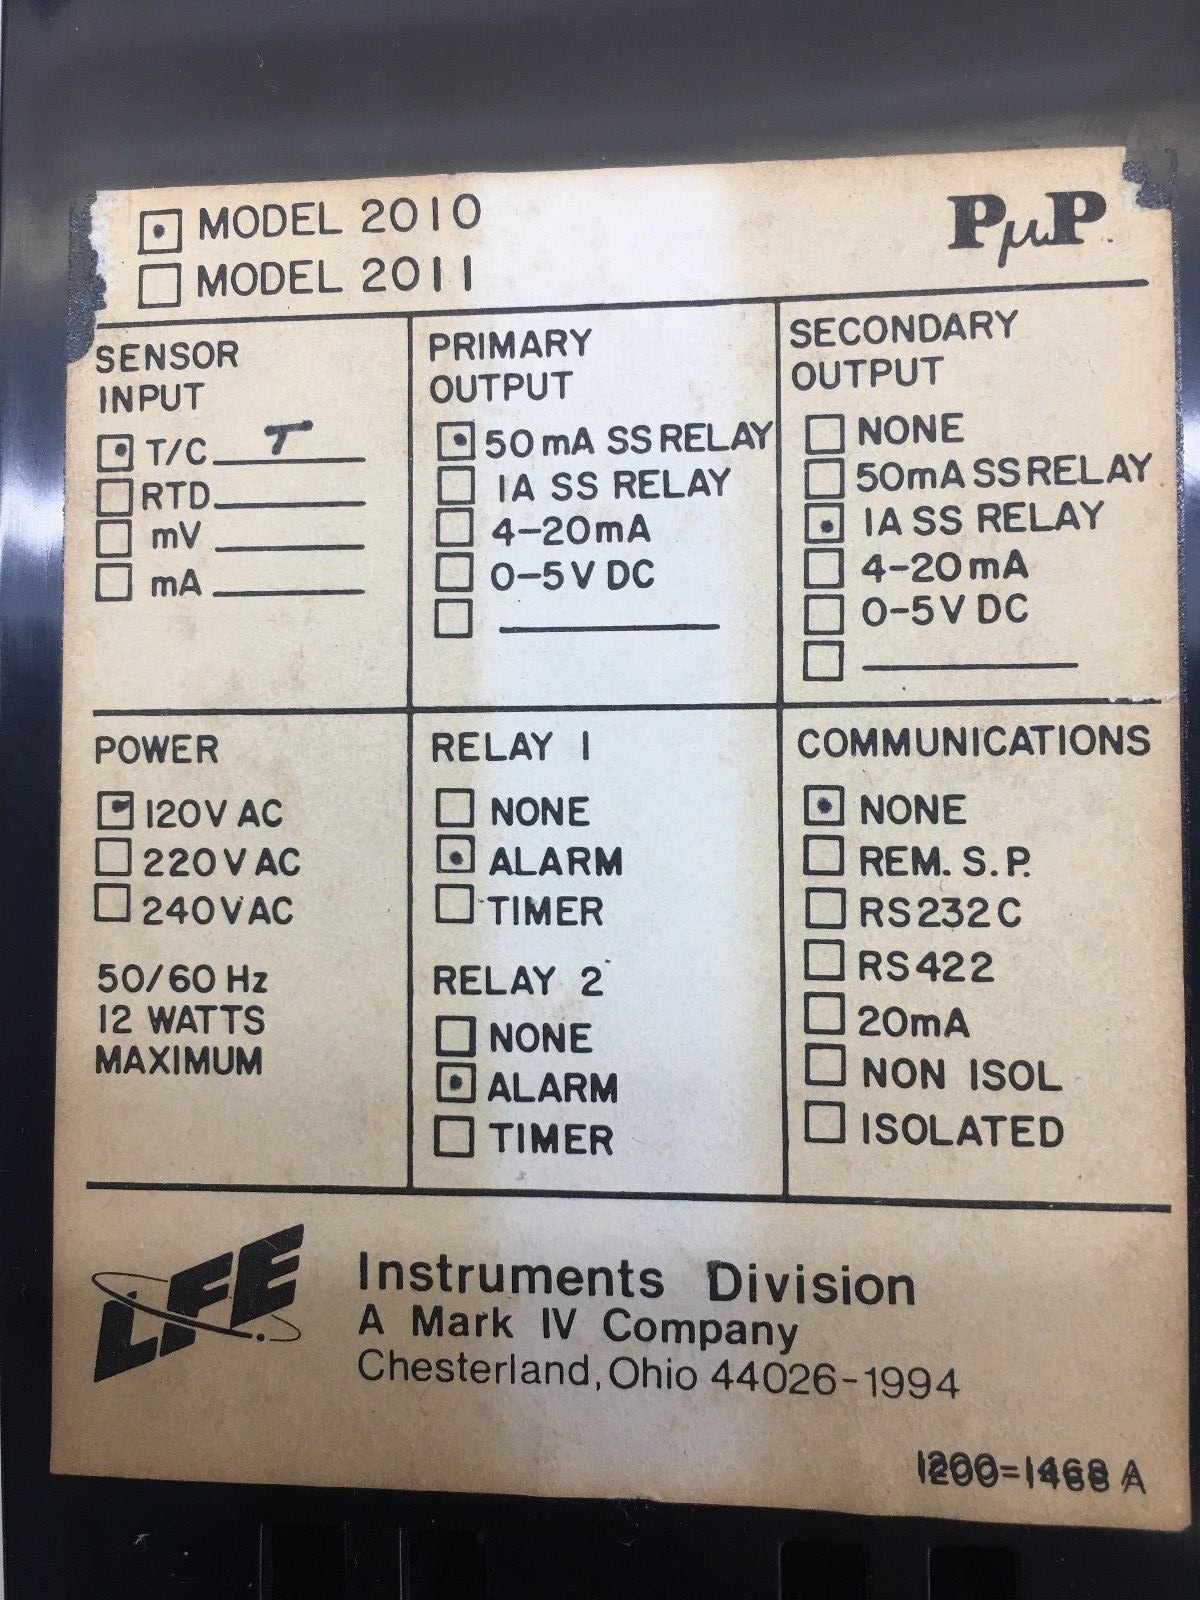 MODEL 2010
PμP
MODEL 2011
SENSOR
INPUT
T/C T
RTD
mV
mA
PRIMARY
OUTPUT
50mA SS RELAY
1A SS RELAY
4-20mA
0-5V DC
SECONDARY
OUTPUT
NONE
50mA SS RELAY
1A SS RELAY
4-20mA
0-5V DC
POWER
120V AC
220V AC
240V AC
50/60 Hz
12 WATTS
MAXIMUM
RELAY 1
NONE
ALARM
TIMER
RELAY 2
NONE
ALARM
TIMER
COMMUNICATIONS
NONE
REM. S.P.
RS232C
RS422
20mA
NON ISOL
ISOLATED
LFE
Instruments Division
A Mark IV Company
Chesterland, Ohio 44026-1994
1200-1468 A